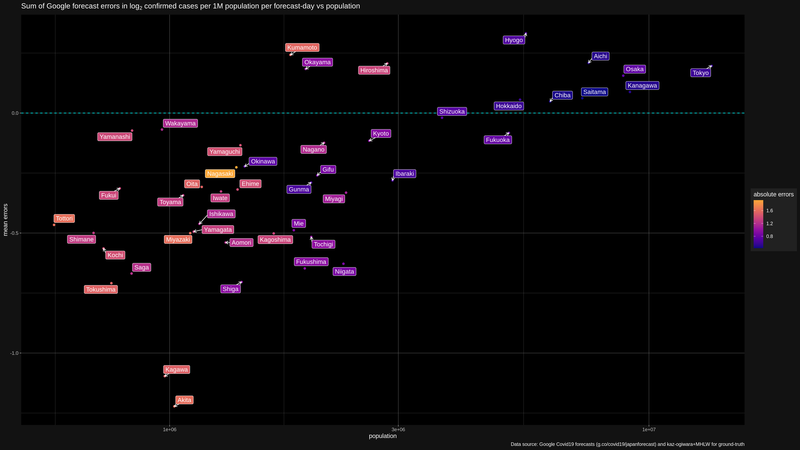 Sum of Google forecast errors in log2 confirmed cases per 1M population per forecast-day vs population
Hyogo
Kumamoto
Aichi
Okayama
Hiroshima
Osaka
Tokyo
Kanagawa
Saitama
Chiba
Hokkaido
0.0
Shizuoka
Wakayama
Yamanashi
Kyoto
Fukuoka
Nagano
Yamaguchi
Okinawa
Nagasaki
Gifu
Ibaraki
Oita
Ehime
Gunma
Fukui
Toyama
Iwate
Miyagi
absolute errors
1.6
1.2
0.8
Ishikawa
Tottori
Mie
mean errors
Yamagata
-0.5
Shimane
Miyazaki
Aomori
Kagoshima
Tochigi
Kochi
Saga
Fukushima
Niigata
Tokushima
Shiga
-1.0
Kagawa
Akita
1e+06
3e+06
1e+07
population
Data source: Google Covid19 forecasts (g.co/covid19/japanforecast) and kaz-ogiwara+MHLW for ground-truth